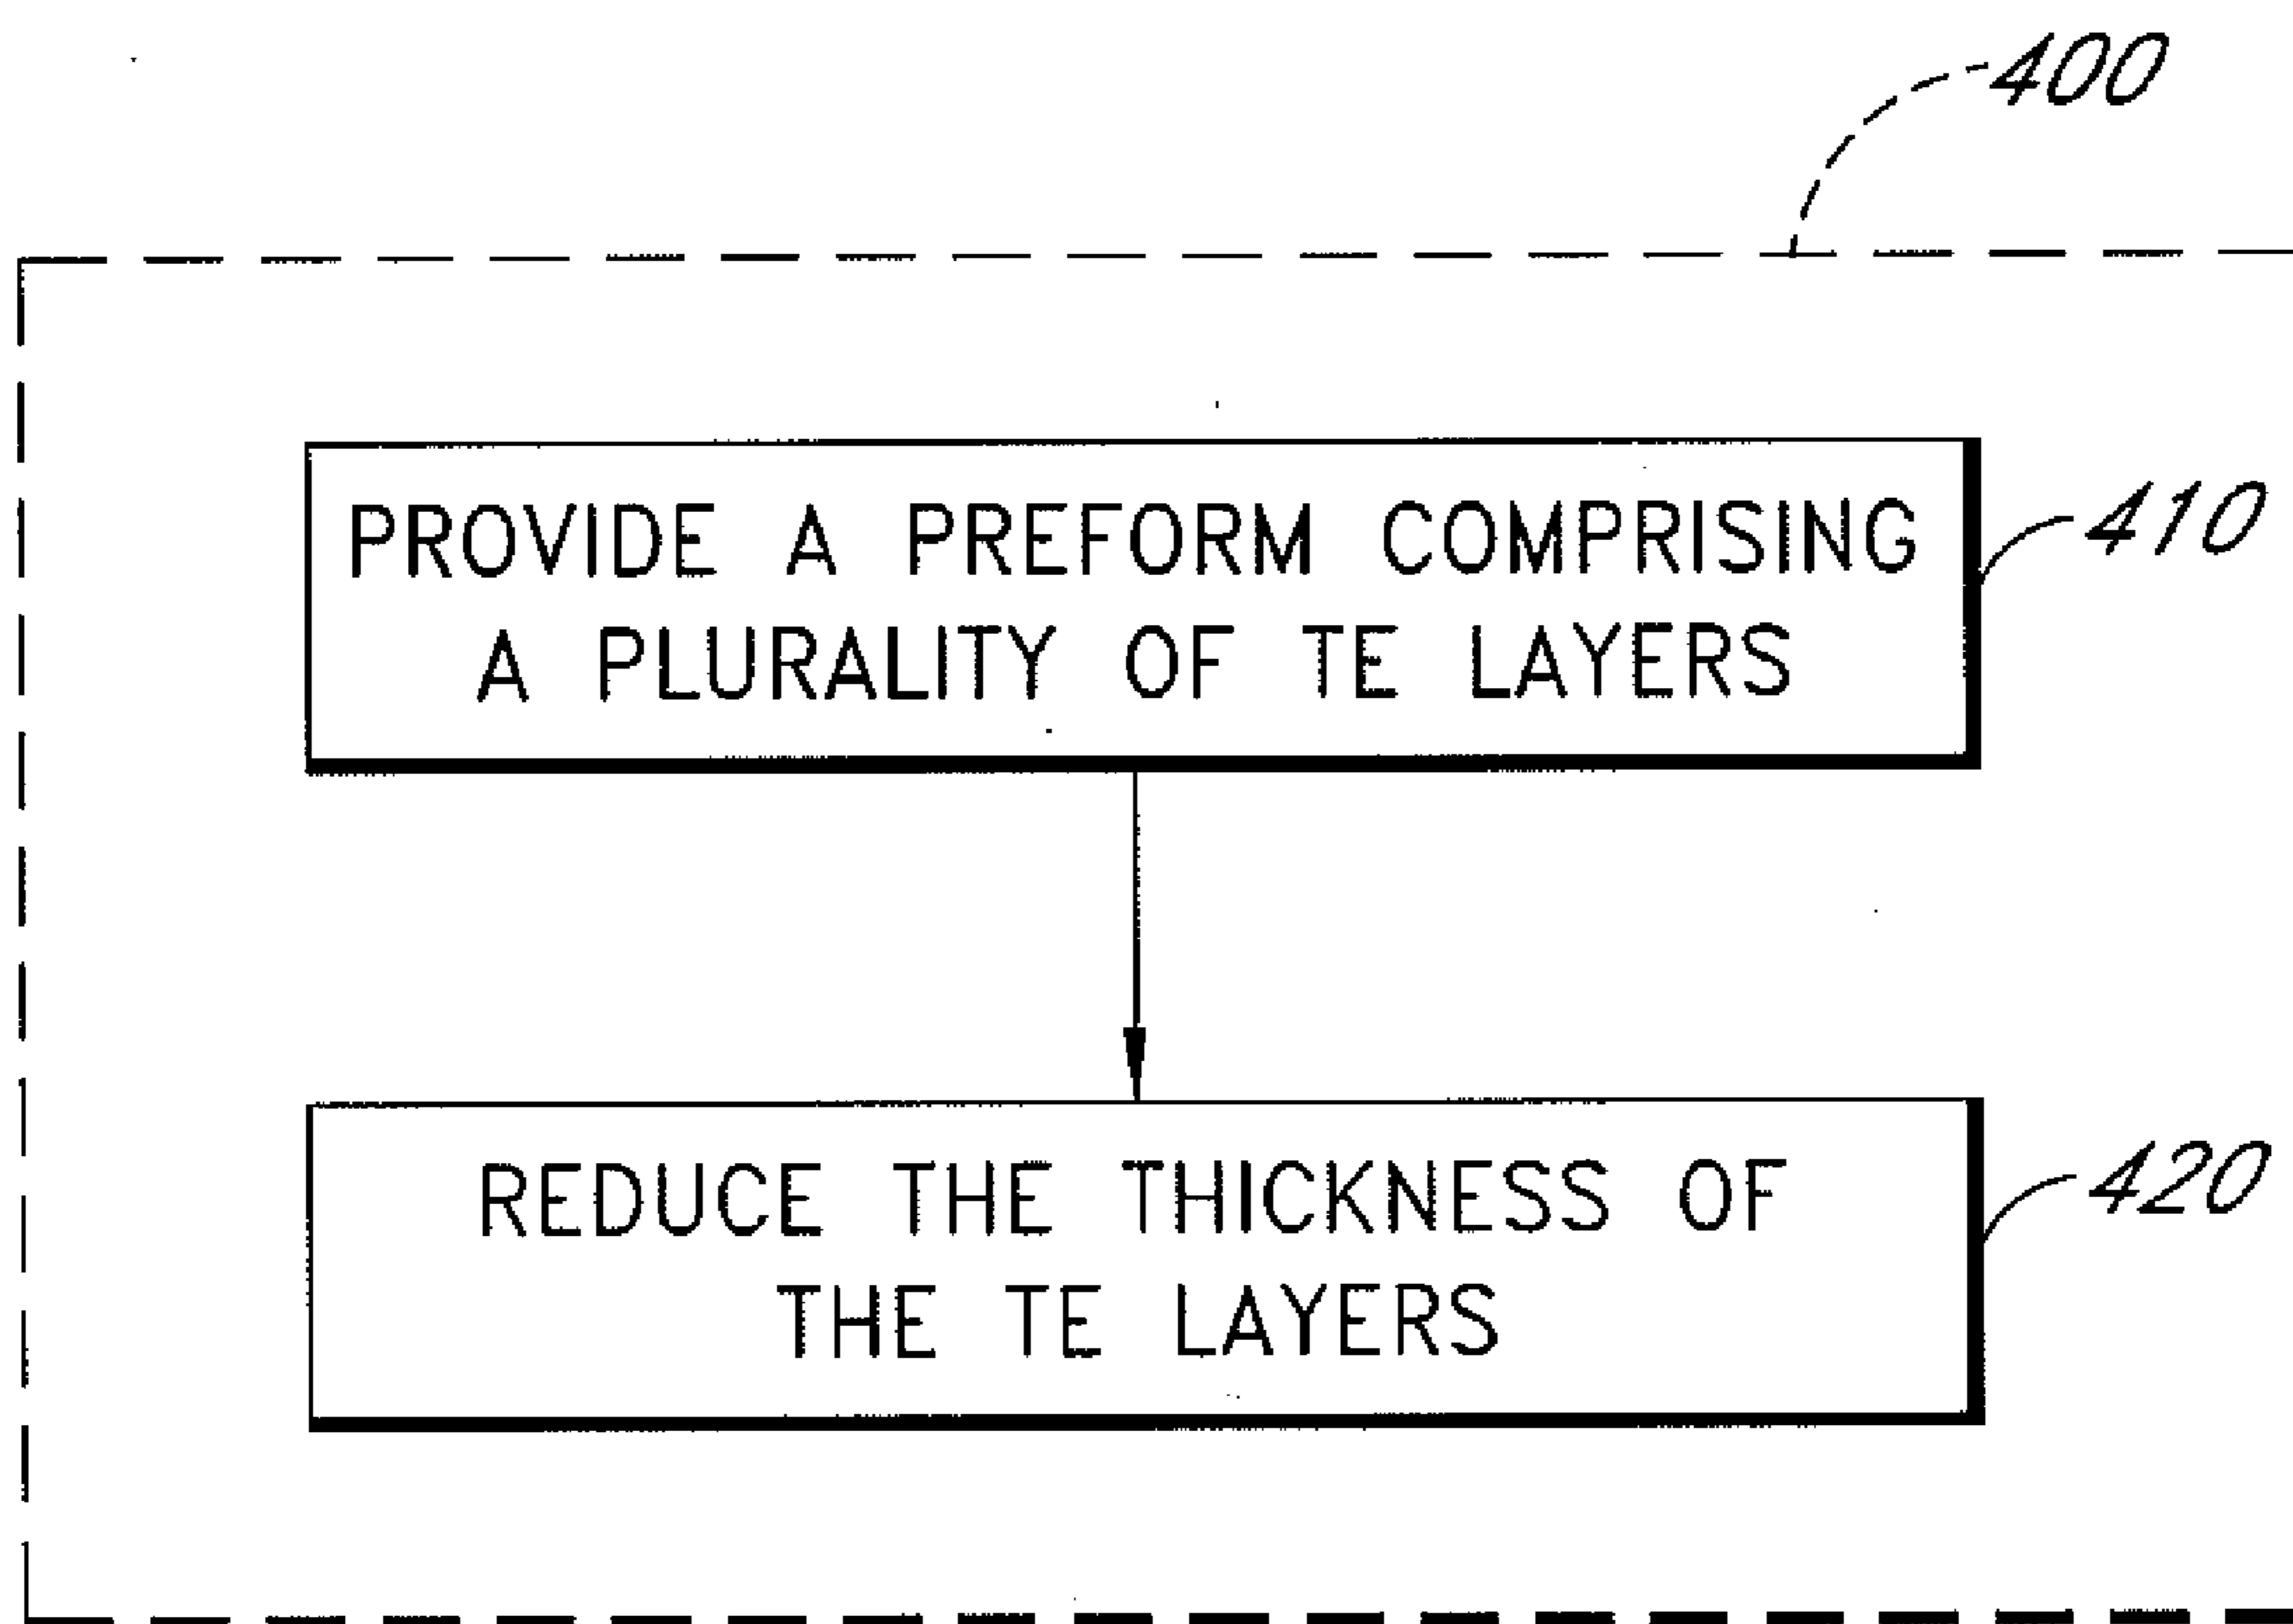 400
PROVIDE A PREFORM COMPRISING
A PLURALITY OF TE LAYERS
410
REDUCE THE THICKNESS OF
THE TE LAYERS
420